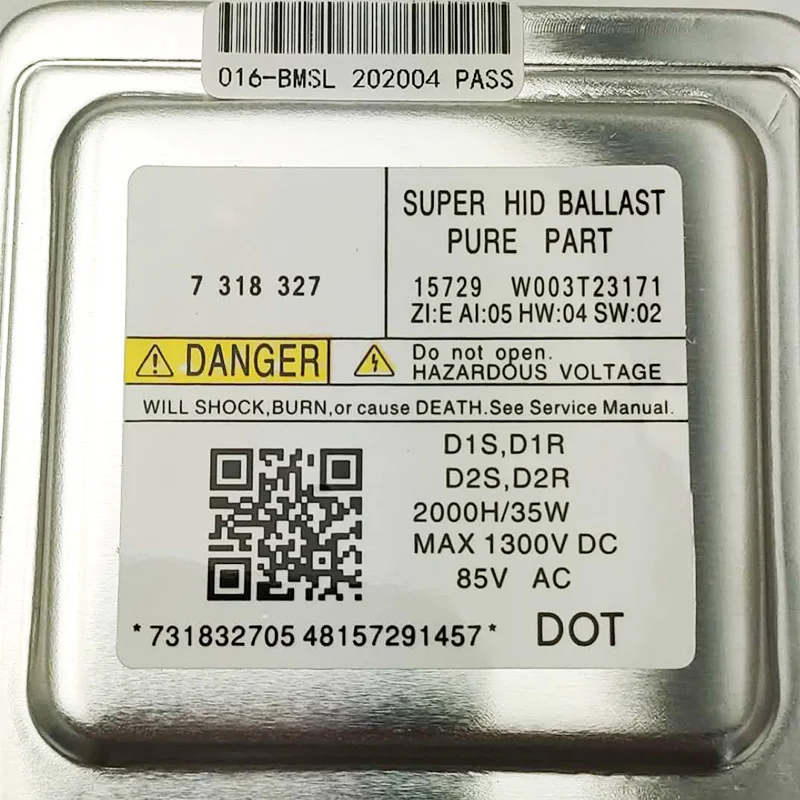 016-BMSL 202004 PASS
SUPER HID BALLAST
PURE PART
7 318 327
15729 W003T23171
ZI:E AI:05 HW:04 SW:02
DANGER
Do not open.
HAZARDOUS VOLTAGE
WILL SHOCK,BURN,or cause DEATH.See Service Manual.
D1S,D1R
D2S,D2R
2000H/35W
MAX 1300V DC
85V AC
*731832705 48157291457*
DOT